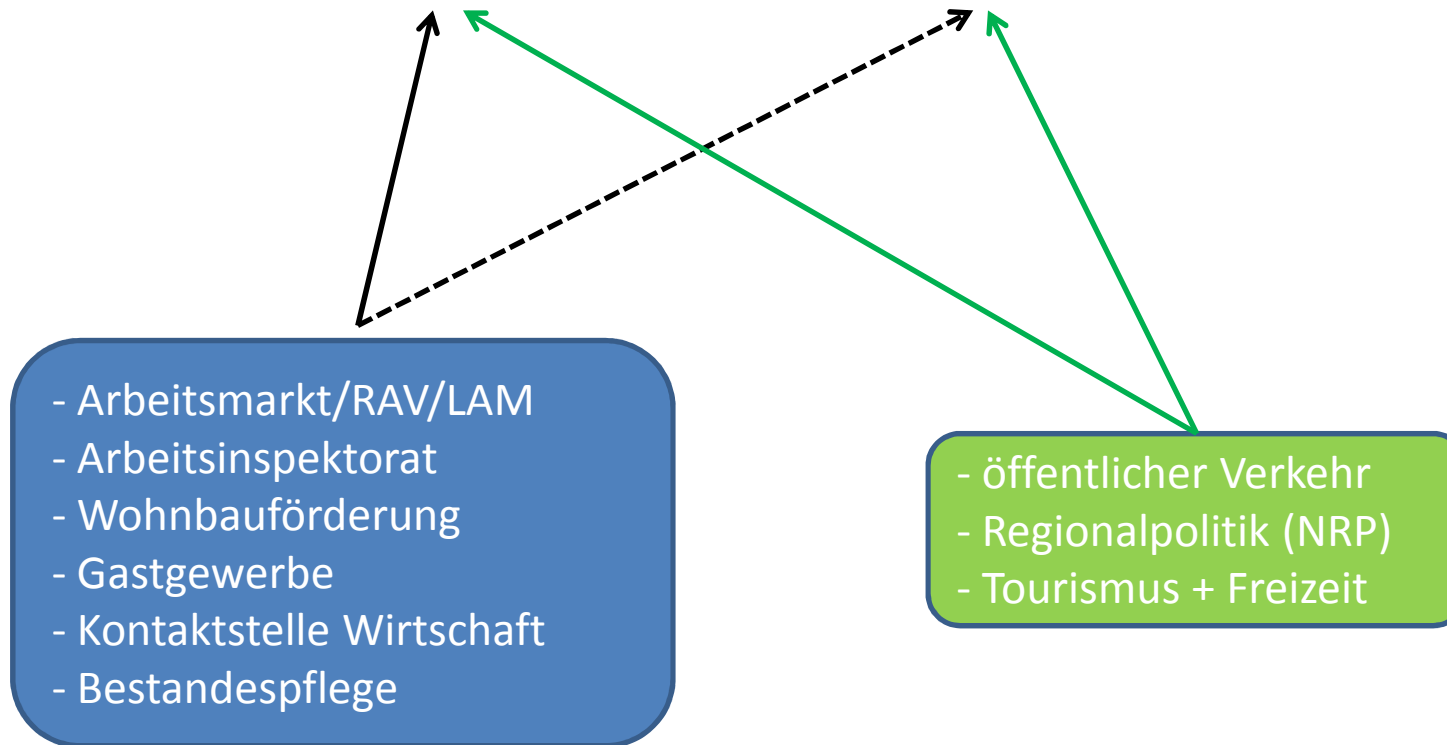 - Arbeitsmarkt/RAV/LAM
- Arbeitsinspektorat
- Wohnbauförderung
- Gastgewerbe
- Kontaktstelle Wirtschaft
- Bestandespflege
- öffentlicher Verkehr
- Regionalpolitik (NRP)
- Tourismus + Freizeit